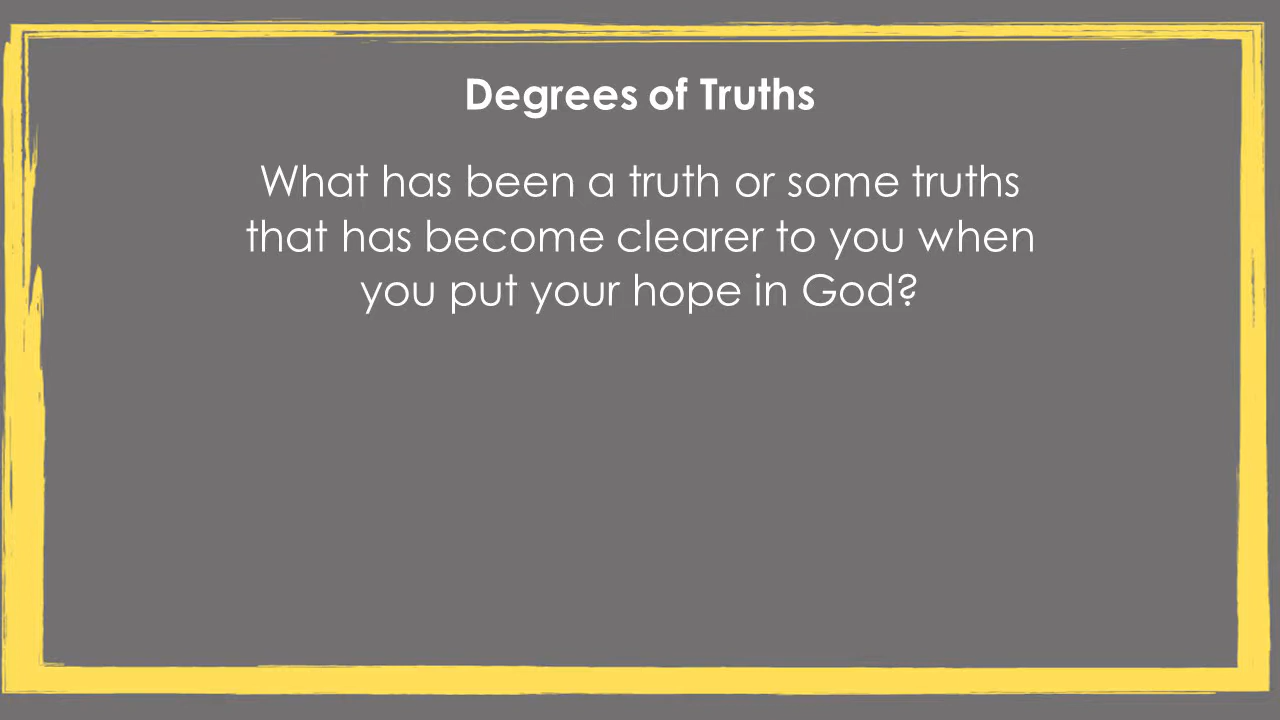 Degrees of Truths
What has been a truth or some truths
that has become clearer to you when
you put your hope in God?